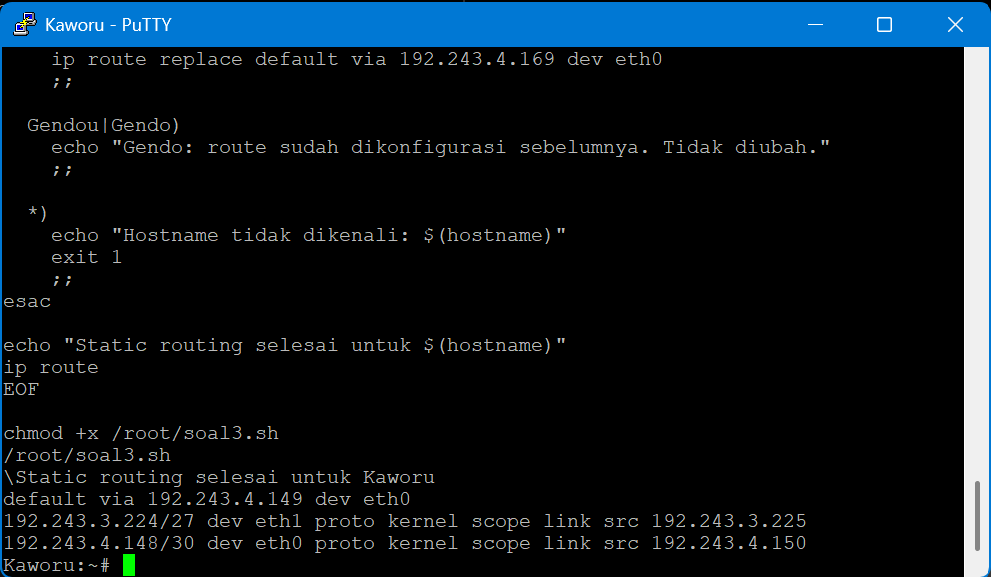 Kaworu - PuTTY
ip route replace default via 192.243.4.169 dev eth0
;;
Gendou|Gendo)
echo "Gendo: route sudah dikonfigurasi sebelumnya. Tidak diubah."
;;
*)
echo "Hostname tidak dikenali: $(hostname)"
exit 1
;;
esac
echo "Static routing selesai untuk $(hostname)"
ip route
EOF
chmod +x /root/soal3.sh
/root/soal3.sh
\Static routing selesai untuk Kaworu
default via 192.243.4.149 dev eth0
192.243.3.224/27 dev eth1 proto kernel scope link src 192.243.3.225
192.243.4.148/30 dev eth0 proto kernel scope link src 192.243.4.150
Kaworu:~#